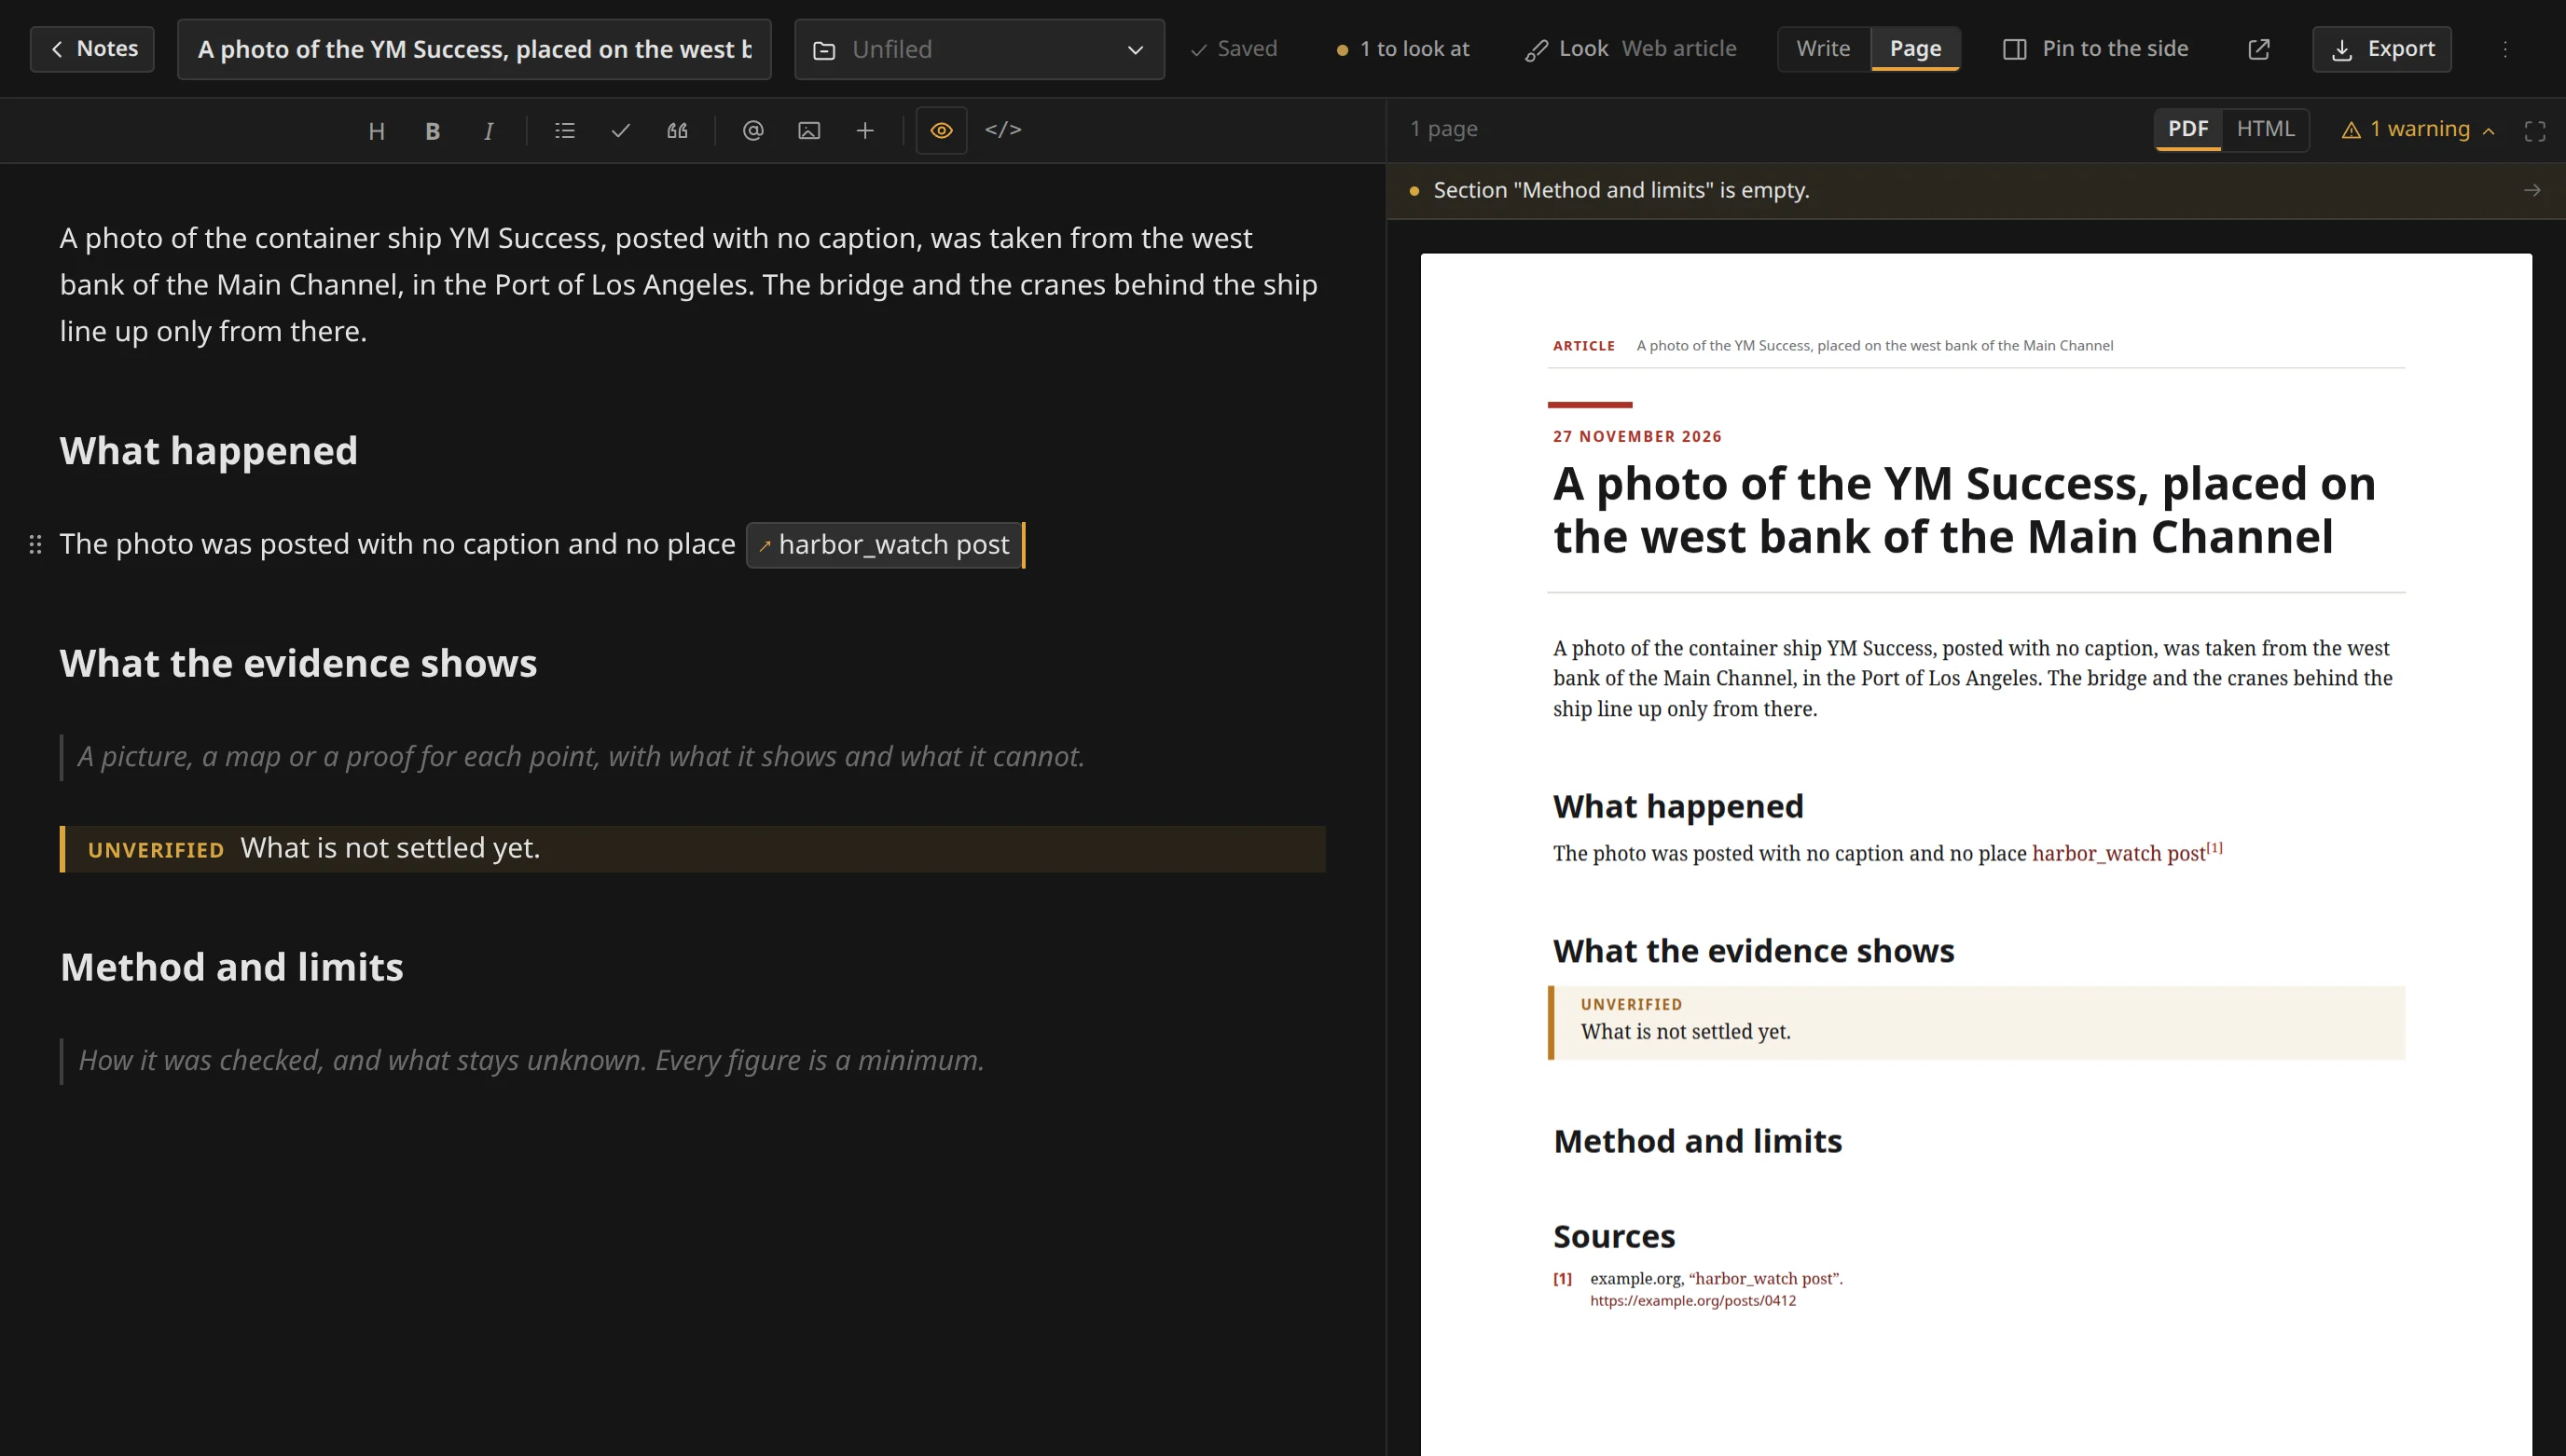 Notes
A photo of the YM Success, placed on the west b
Unfiled
Saved
1 to look at
Look Web article
Write
Page
Pin to the side
Export
H B I </>
1 page
PDF HTML
1 warning
Section "Method and limits" is empty.
A photo of the container ship YM Success, posted with no caption, was taken from the west
bank of the Main Channel, in the Port of Los Angeles. The bridge and the cranes behind the ship
line up only from there.
What happened
The photo was posted with no caption and no place harbor_watch post
What the evidence shows
A picture, a map or a proof for each point, with what it shows and what it cannot.
UNVERIFIED What is not settled yet.
Method and limits
How it was checked, and what stays unknown. Every figure is a minimum.
ARTICLE A photo of the YM Success, placed on the west bank of the Main Channel
27 NOVEMBER 2026
A photo of the YM Success, placed on
the west bank of the Main Channel
A photo of the container ship YM Success, posted with no caption, was taken from the west
bank of the Main Channel, in the Port of Los Angeles. The bridge and the cranes behind the
ship line up only from there.
What happened
The photo was posted with no caption and no place harbor_watch post[1]
What the evidence shows
UNVERIFIED
What is not settled yet.
Method and limits
Sources
[1] example.org, “harbor_watch post”.
https://example.org/posts/0412